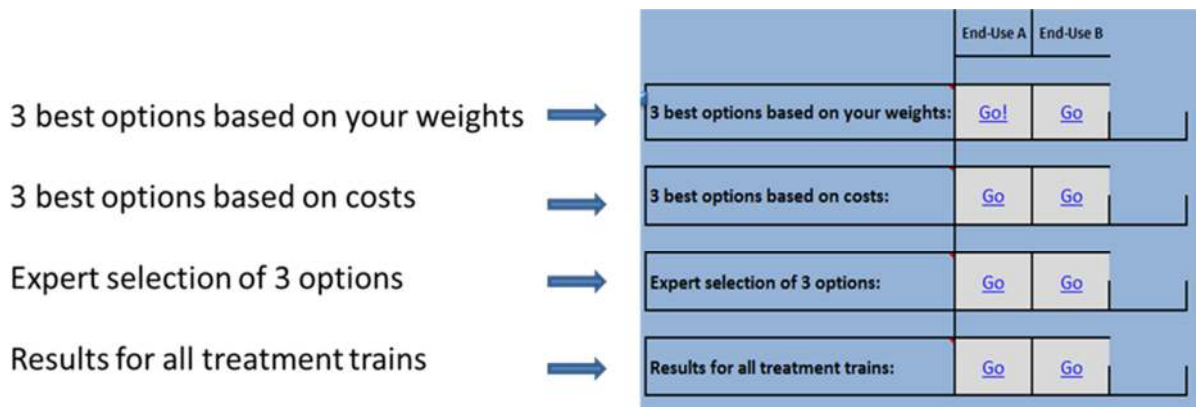 End-Use A End-Use B
3 best options based on your weights
3 best options based on your weights: Go! Go
3 best options based on costs
3 best options based on costs: Go Go
Expert selection of 3 options
Expert selection of 3 options: Go Go
Results for all treatment trains
Results for all treatment trains: Go Go